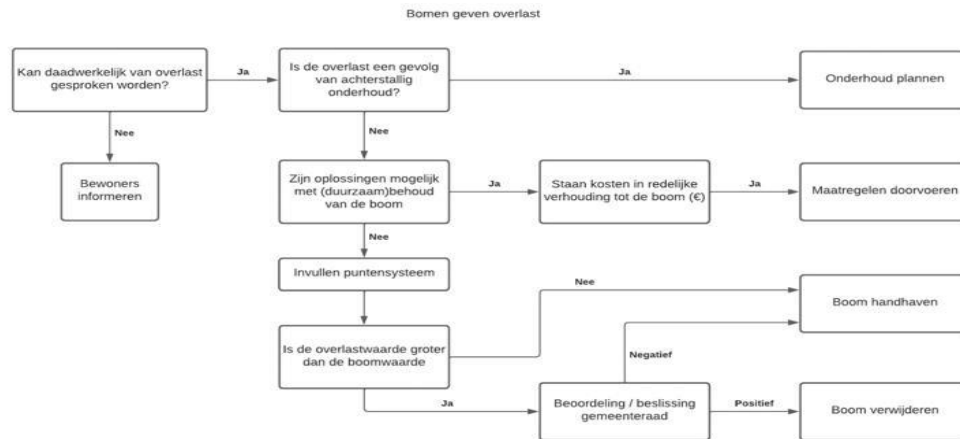 Bomen geven overlast
Kan daadwerkelijk van overlast
gesproken worden?
Ja
Is de overlast een gevolg
van achterstallig
onderhoud?
Ja
Onderhoud plannen
Nee
Nee
Bewoners
informeren
Zijn oplossingen mogelijk
met (duurzaam)behoud
van de boom
Ja
Staan kosten in redelijke
verhouding tot de boom (€)
Ja
Maatregelen doorvoeren
Nee
Invullen puntensysteem
Nee
Boom handhaven
Is de overlastwaarde groter
dan de boomwaarde
Negatief
Ja
Beoordeling / beslissing
gemeenteraad
Positief
Boom verwijderen